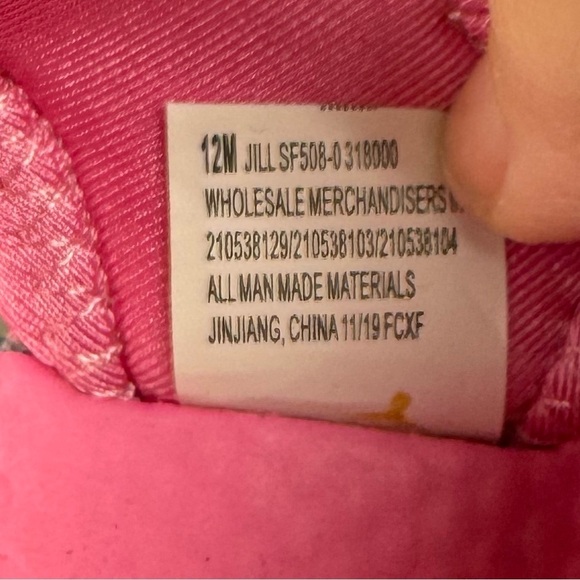 12M JILL SF508-0 318000
WHOLESALE MERCHANDISERS
210538129/210538103/210538104
ALL MAN MADE MATERIALS
JINJIANG, CHINA 11/19 FCXF